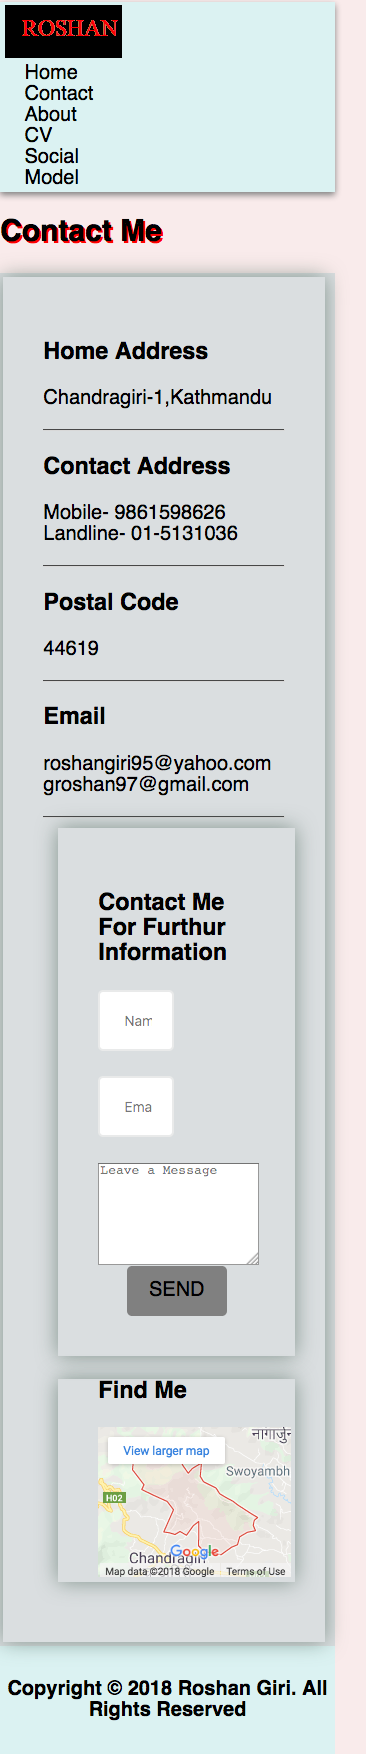 ROSHAN
Home
Contact
About
CV
Social
Model
Contact Me
Home Address
Chandragiri-1,Kathmandu
Contact Address
Mobile- 9861598626
Landline- 01-5131036
Postal Code
44619
Email
roshangiri95@yahoo.com
groshan97@gmail.com
Contact Me
For Furthur
Information
Nam
Ema
Leave a Message
SEND
Find Me
नागार्जुन
View larger map
Swoyambh
H02
Google
Chandragiri
Map data ©2018 Google Terms of Use
Copyright © 2018 Roshan Giri. All
Rights Reserved